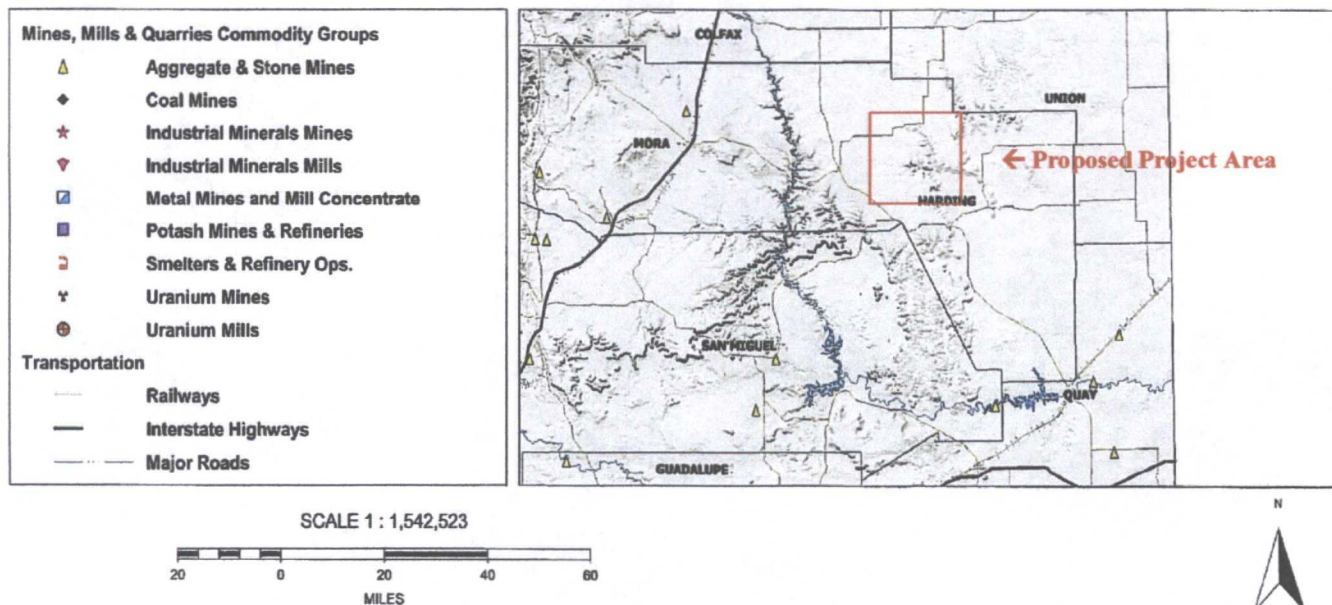 Mines, Mills & Quarries Commodity Groups
Aggregate & Stone Mines
Coal Mines
Industrial Minerals Mines
Industrial Minerals Mills
Metal Mines and Mill Concentrate
Potash Mines & Refineries
Smelters & Refinery Ops.
Uranium Mines
Uranium Mills
Transportation
Railways
Interstate Highways
Major Roads
COLFAX
UNION
MORA
← Proposed Project Area
HARDING
SAN MIGUEL
QUAY
GUADALUPE
SCALE 1 : 1,542,523
20 0 20 40 60
MILES
N